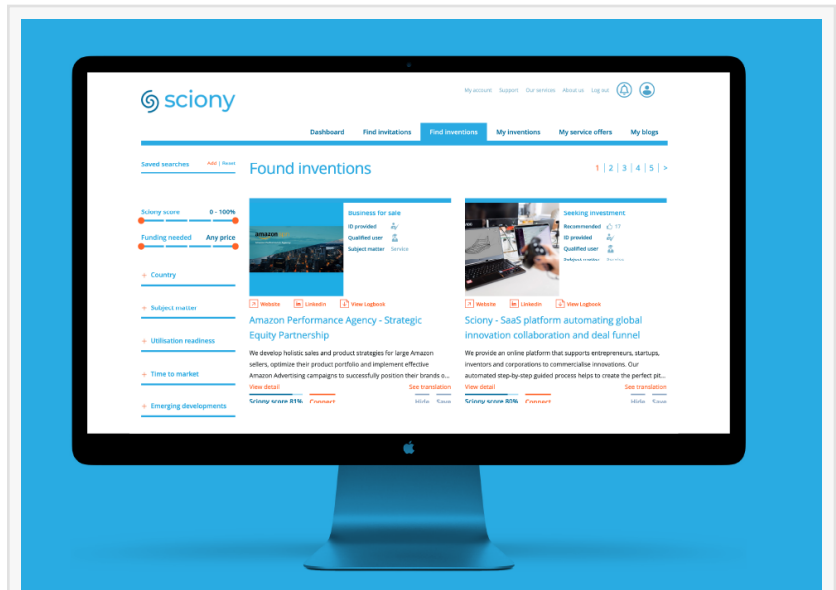 sciony
My account Support Our services About us Log out
Dashboard Find invitations Find inventions My inventions My service offers My blogs
Saved searches Add | Reset
Found inventions
1 | 2 | 3 | 4 | 5 | >
Sciony score 0 - 100%
Funding needed Any price
+ Country
+ Subject matter
+ Utilisation readiness
+ Time to market
+ Emerging developments
amazon
Business for sale
ID provided
Qualified user
Subject matter Service
Website LinkedIn View Logbook
Amazon Performance Agency - Strategic
Equity Partnership
We develop holistic sales and product strategies for large Amazon
sellers, optimize their product portfolio and implement effective
Amazon Advertising campaigns to successfully position their brands o...
View detail See translation
Sciony score 81% Connect Hide Save
Seeking investment
Recommended 17
ID provided
Qualified user
Subject matter Service
Website LinkedIn View Logbook
Sciony - SaaS platform automating global
innovation collaboration and deal funnel
We provide an online platform that supports entrepreneurs, startups,
inventors and corporations to commercialise innovations. Our
automated step-by-step guided process helps to create the perfect pit...
View detail See translation
Sciony score 80% Connect Hide Save